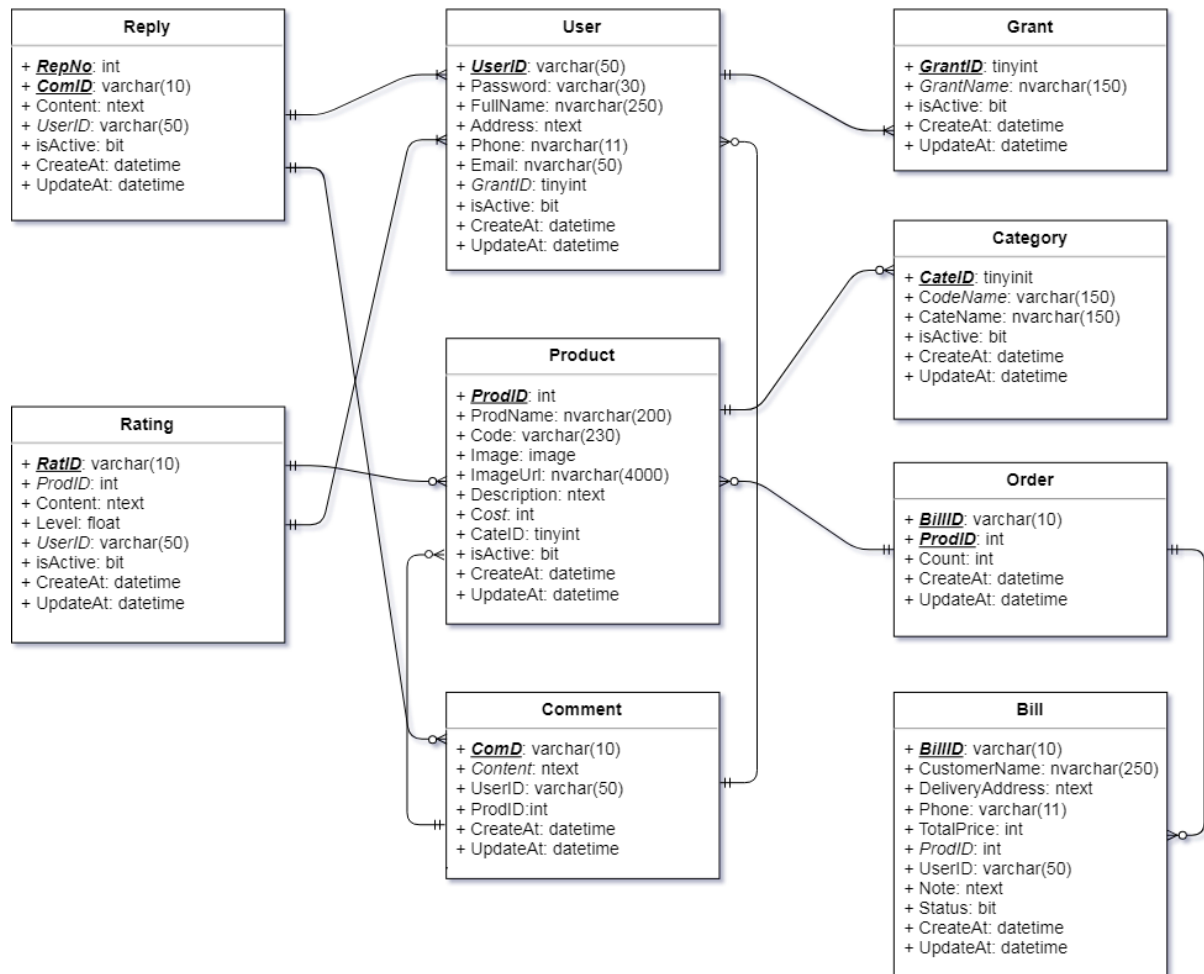 Reply
+ RepNo: int
+ ComID: varchar(10)
+ Content: ntext
+ UserID: varchar(50)
+ isActive: bit
+ CreateAt: datetime
+ UpdateAt: datetime
User
+ UserID: varchar(50)
+ Password: varchar(30)
+ FullName: nvarchar(250)
+ Address: ntext
+ Phone: nvarchar(11)
+ Email: nvarchar(50)
+ GrantID: tinyint
+ isActive: bit
+ CreateAt: datetime
+ UpdateAt: datetime
Grant
+ GrantID: tinyint
+ GrantName: nvarchar(150)
+ isActive: bit
+ CreateAt: datetime
+ UpdateAt: datetime
Category
+ CateID: tinyinit
+ CodeName: varchar(150)
+ CateName: nvarchar(150)
+ isActive: bit
+ CreateAt: datetime
+ UpdateAt: datetime
Product
+ ProdID: int
+ ProdName: nvarchar(200)
+ Code: varchar(230)
+ Image: image
+ ImageUrl: nvarchar(4000)
+ Description: ntext
+ Cost: int
+ CateID: tinyint
+ isActive: bit
+ CreateAt: datetime
+ UpdateAt: datetime
Rating
+ RatID: varchar(10)
+ ProdID: int
+ Content: ntext
+ Level: float
+ UserID: varchar(50)
+ isActive: bit
+ CreateAt: datetime
+ UpdateAt: datetime
Order
+ BillID: varchar(10)
+ ProdID: int
+ Count: int
+ CreateAt: datetime
+ UpdateAt: datetime
Comment
+ ComD: varchar(10)
+ Content: ntext
+ UserID: varchar(50)
+ ProdID:int
+ CreateAt: datetime
+ UpdateAt: datetime
Bill
+ BillID: varchar(10)
+ CustomerName: nvarchar(250)
+ DeliveryAddress: ntext
+ Phone: varchar(11)
+ TotalPrice: int
+ ProdID: int
+ UserID: varchar(50)
+ Note: ntext
+ Status: bit
+ CreateAt: datetime
+ UpdateAt: datetime